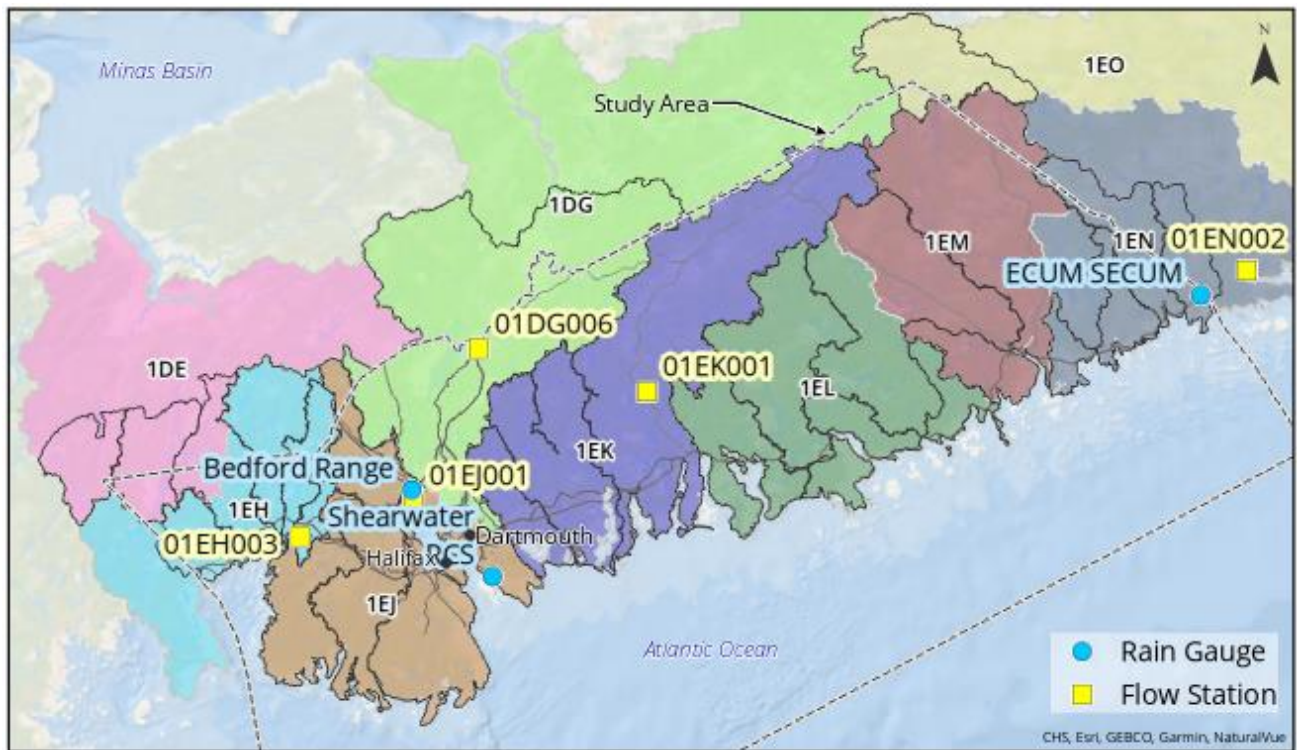 Minas Basin
N
1EO
Study Area
1DG
1EM
1EN
01EN002
ECUM SECUM
01DG006
1DE
01EK001
1EL
1EK
Bedford Range
01EJ001
1EH
Shearwater
RCS
01EH003
Dartmouth
Halifax
1EJ
Atlantic Ocean
Rain Gauge
Flow Station
CHS, Esri, GEBCO, Garmin, NaturalVue